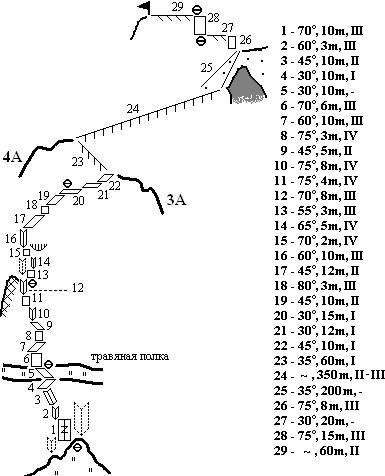 29
28
27
26
25
24
23
4А
22
21
20
19
3А
18
17
16
15
14
13
12
11
10
9
8
7
травяная полка
6
5
4
3
2
1
1 - 70°, 10m, III
2 - 60°, 3m, III
3 - 45°, 10m, II
4 - 30°, 10m, I
5 - 30°, 10m, -
6 - 70°, 6m, III
7 - 60°, 10m, III
8 - 75°, 3m, IV
9 - 45°, 5m, II
10 - 75°, 8m, IV
11 - 75°, 4m, IV
12 - 70°, 8m, III
13 - 55°, 3m, III
14 - 65°, 5m, IV
15 - 70°, 2m, IV
16 - 60°, 10m, III
17 - 45°, 12m, II
18 - 80°, 3m, III
19 - 45°, 10m, II
20 - 30°, 15m, I
21 - 30°, 12m, I
22 - 45°, 10m, I
23 - 35°, 60m, I
24 - ~ , 350m, II-III
25 - 35°, 200m, -
26 - 75°, 8m, III
27 - 30°, 20m, -
28 - 75°, 15m, III
29 - ~, 60m, II